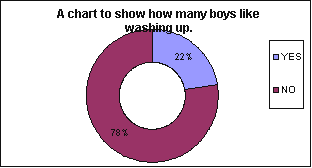 A chart to show how many boys like
washing up.
22%
78%
YES
NO